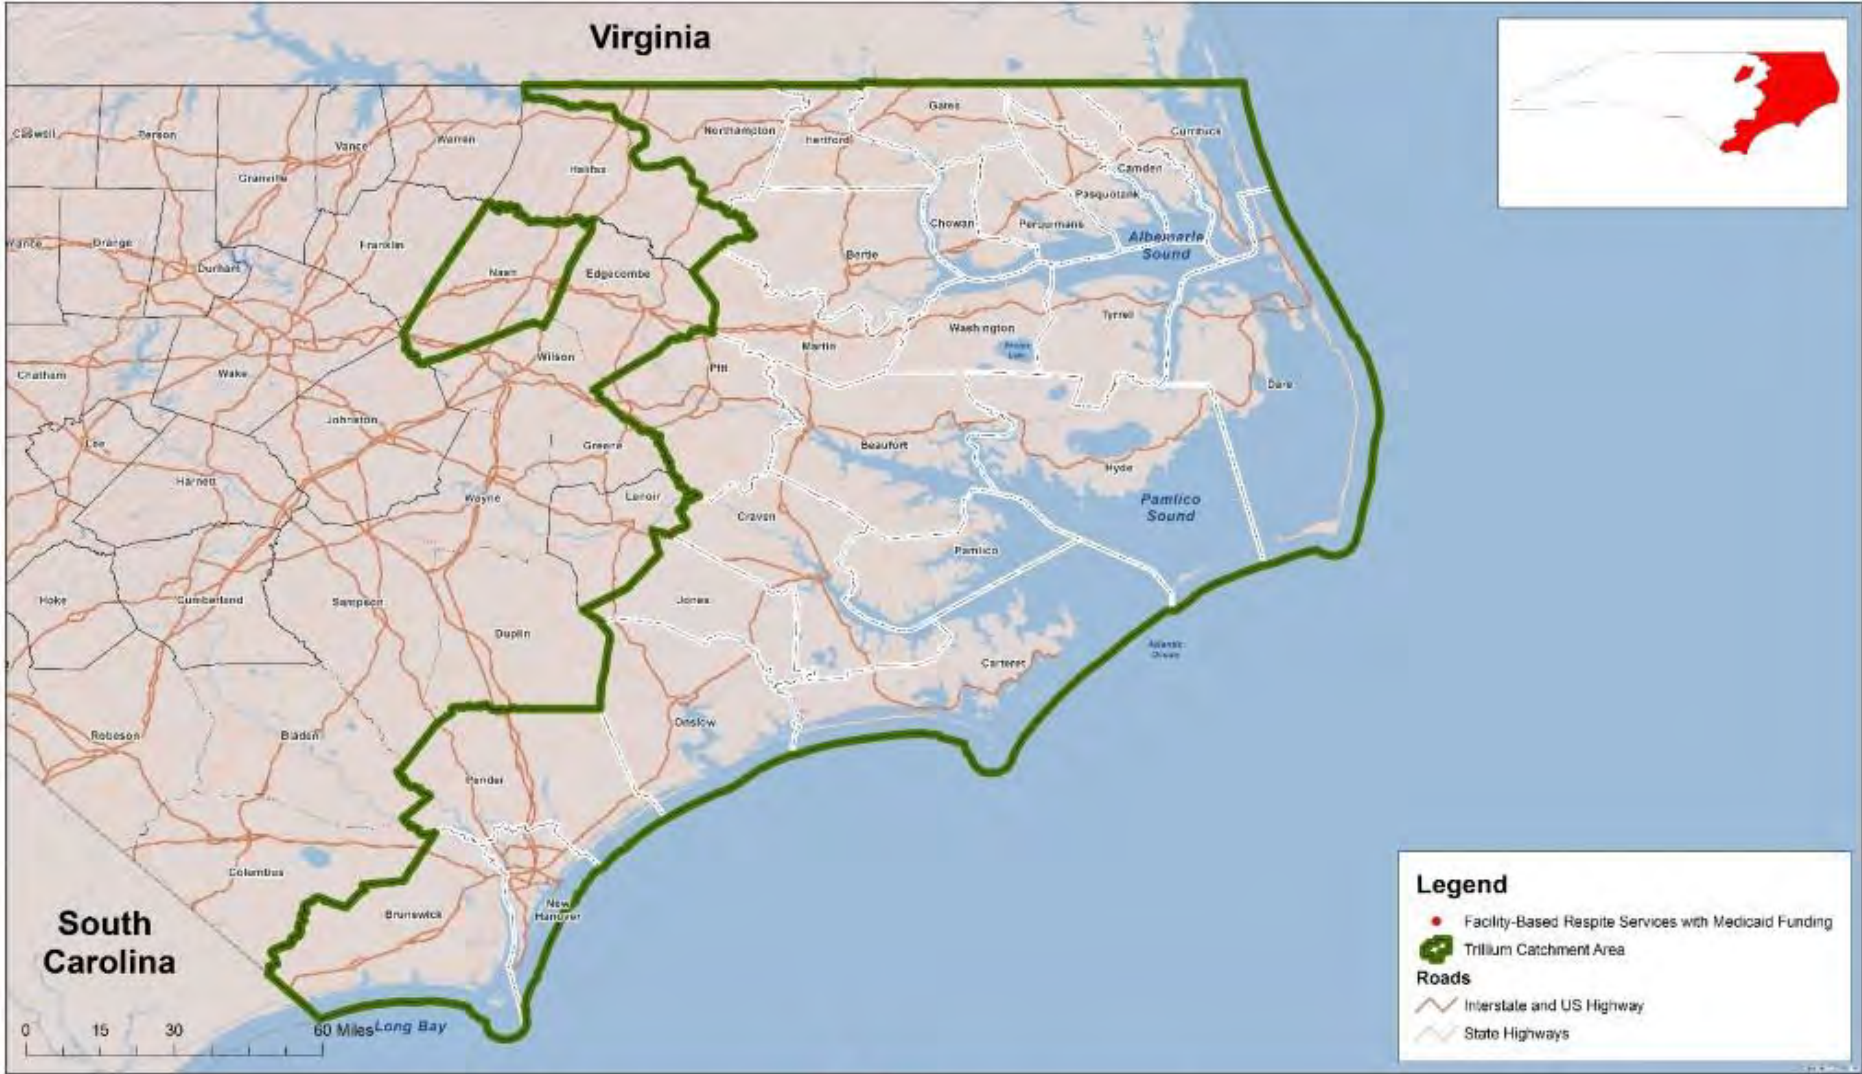 Virginia
Gates
Currituck
Caswell
Person
Northampton
Hertford
Warren
Vance
Halifax
Camden
Granville
Pasquotank
Chowan
Perquimans
Orange
Franklin
Albemarle
Sound
Bertie
Durham
Nash
Edgecombe
Tyrrell
Washington
Martin
Wilson
Pitt
Chatham
Wake
Dare
Johnston
Lee
Greene
Beaufort
Hyde
Harnett
Wayne
Lenoir
Pamlico
Sound
Craven
Pamlico
Hoke
Cumberland
Sampson
Jones
Duplin
Atlantic
Ocean
Carteret
Onslow
Robeson
Bladen
Pender
Columbus
New
Hanover
Brunswick
South
Carolina
0 15 30 60 Miles
Long Bay
Legend
Facility-Based Respite Services with Medicaid Funding
Trillium Catchment Area
Roads
Interstate and US Highway
State Highways